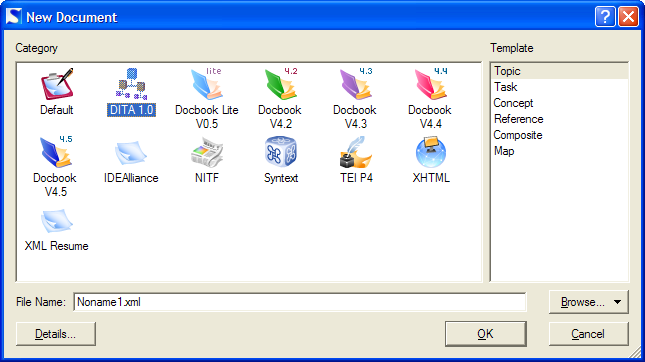 New Document
Category
Template
lite 4.2 4.3 4.4
Default DITA 1.0 Docbook Lite V0.5 Docbook V4.2 Docbook V4.3 Docbook V4.4
4.5
Docbook V4.5 IDEAlliance NITF Syntext TEI P4 XHTML
XML Resume
Topic
Task
Concept
Reference
Composite
Map
File Name: Noname1.xml Browse...
Details... OK Cancel